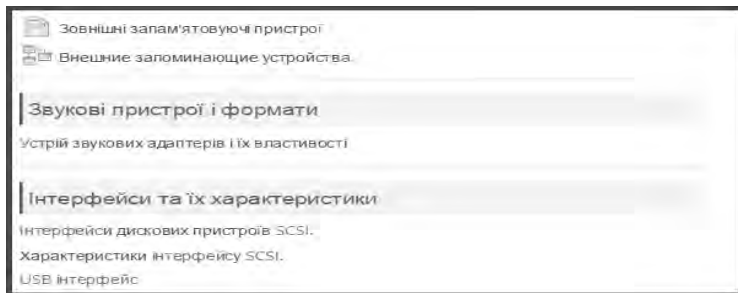 Зовнішні запам'ятовуючі пристрої
Внешние запоминающие устройства
Звукові пристрої і формати
Устрій звукових адаптерів і їх властивості
Інтерфейси та їх характеристики
Інтерфейси дискових пристроїв SCSI.
Характеристики інтерфейсу SCSI.
USB інтерфейс